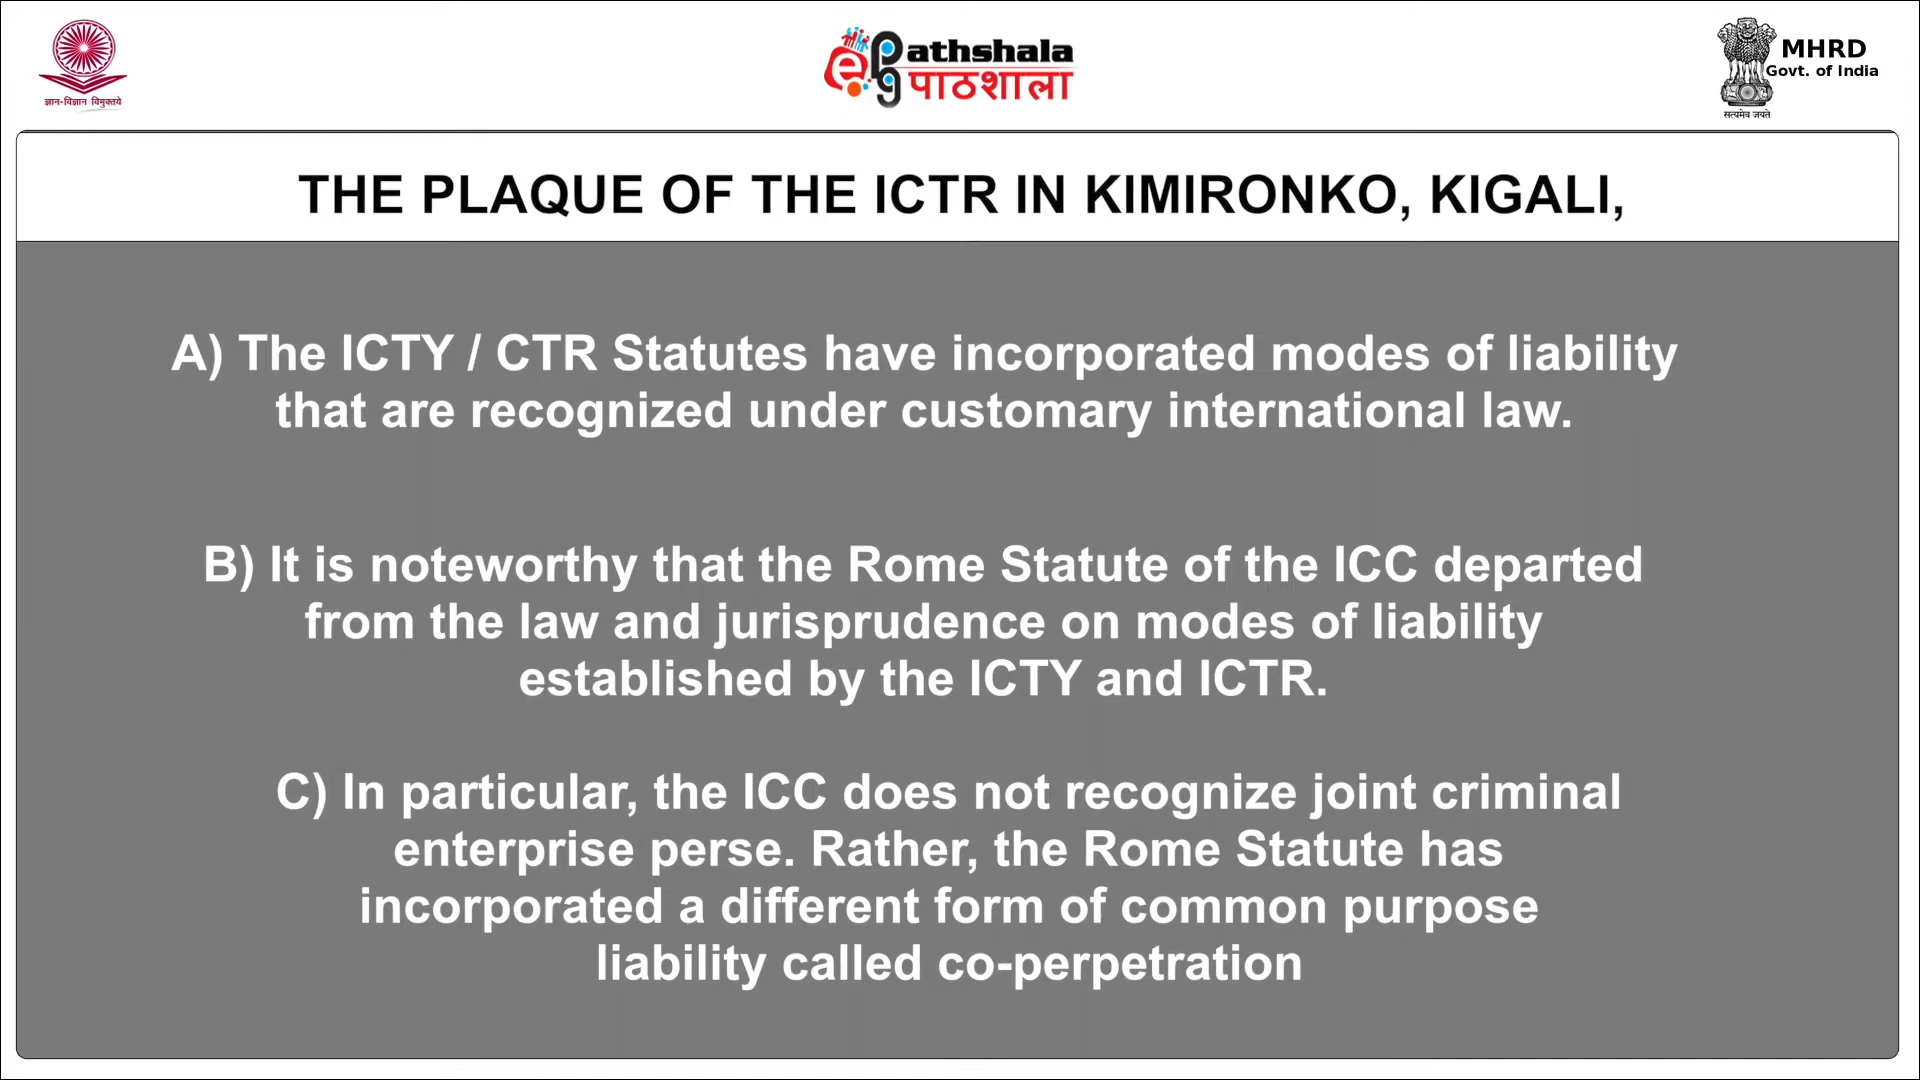 ज्ञान-विज्ञान विमुक्तये
ePG athshala
पाठशाला
MHRD
Govt. of India
सत्यमेव जयते
THE PLAQUE OF THE ICTR IN KIMIRONKO, KIGALI,
A) The ICTY / CTR Statutes have incorporated modes of liability
that are recognized under customary international law.
B) It is noteworthy that the Rome Statute of the ICC departed
from the law and jurisprudence on modes of liability
established by the ICTY and ICTR.
C) In particular, the ICC does not recognize joint criminal
enterprise perse. Rather, the Rome Statute has
incorporated a different form of common purpose
liability called co-perpetration